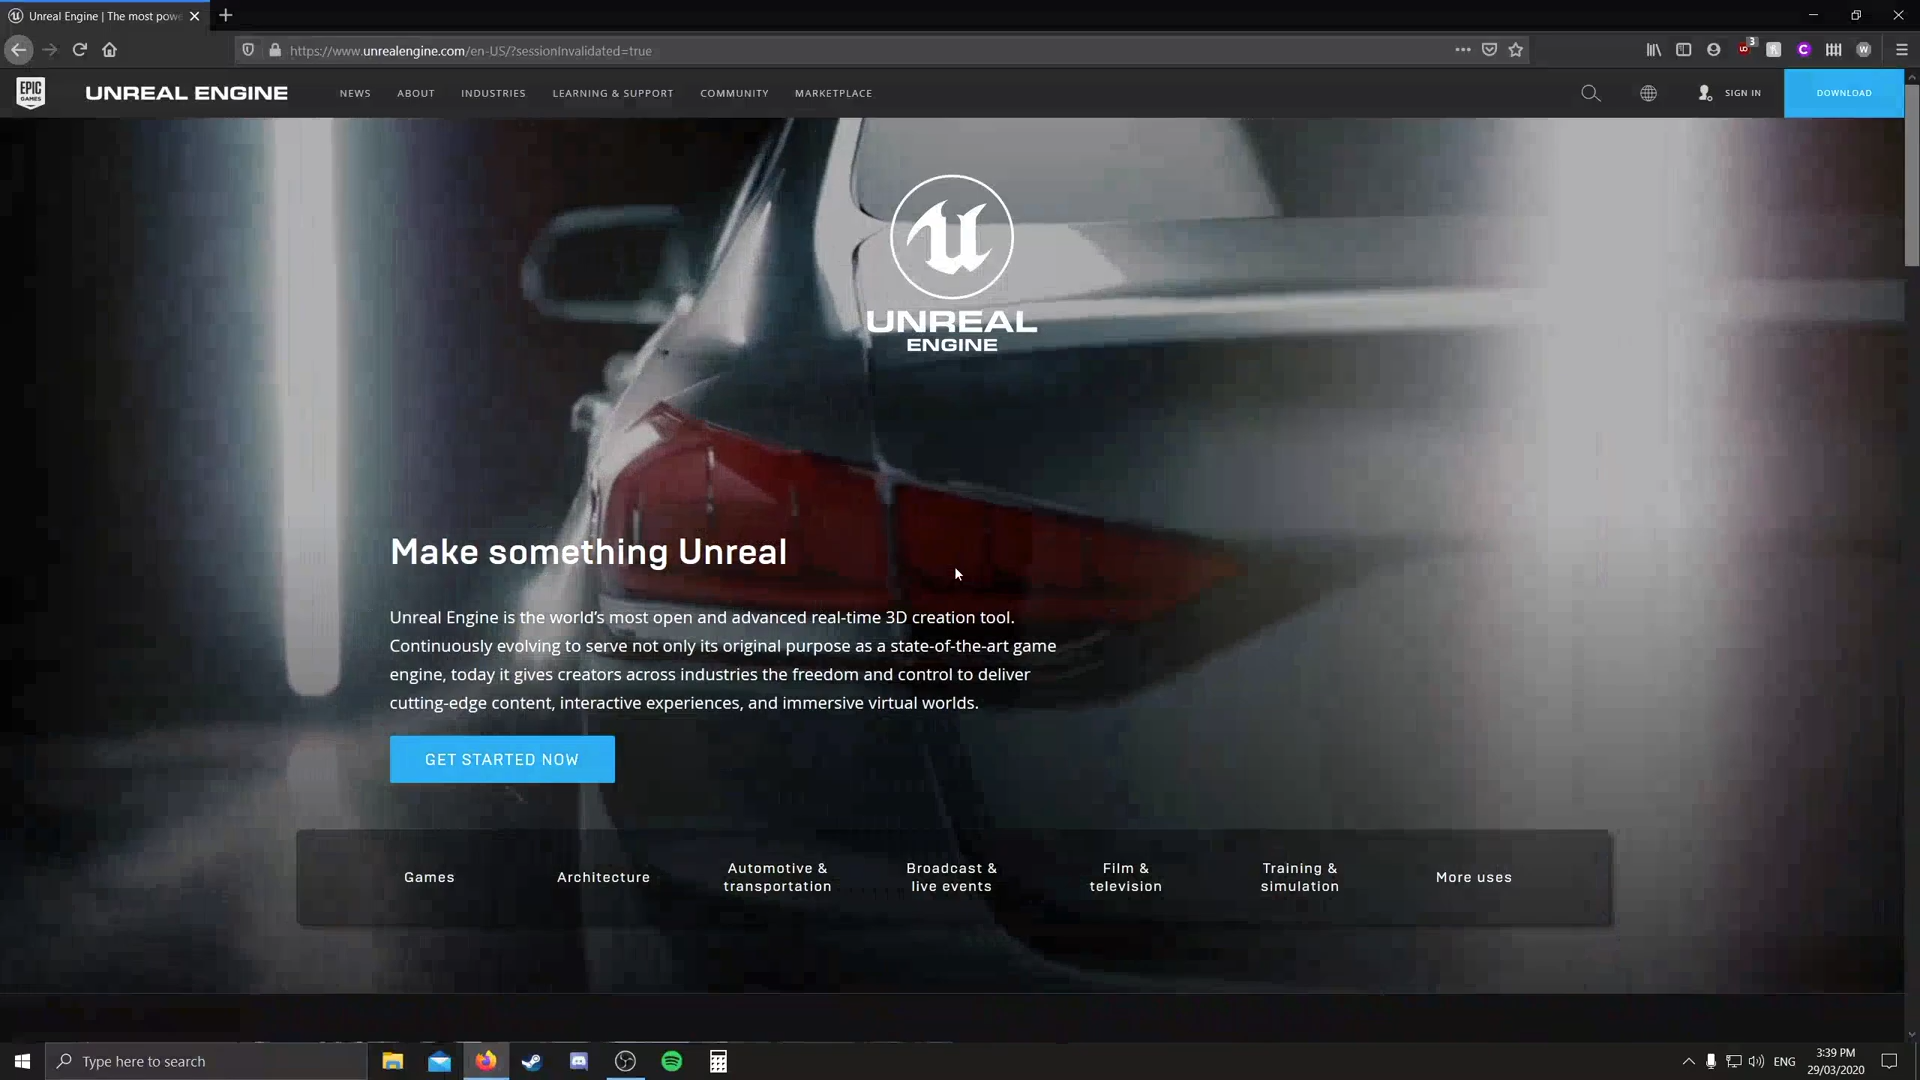 Unreal Engine | The most pow
https://www.unrealengine.com/en-US/?sessionInvalidated=true
3
EPIC
GAMES
UNREAL ENGINE
NEWS
ABOUT
INDUSTRIES
LEARNING & SUPPORT
COMMUNITY
MARKETPLACE
SIGN IN
DOWNLOAD
UNREAL
ENGINE
Make something Unreal
Unreal Engine is the world's most open and advanced real-time 3D creation tool.
Continuously evolving to serve not only its original purpose as a state-of-the-art game
engine, today it gives creators across industries the freedom and control to deliver
cutting-edge content, interactive experiences, and immersive virtual worlds.
GET STARTED NOW
Games
Architecture
Automotive &
transportation
Broadcast &
live events
Film &
television
Training &
simulation
More uses
Type here to search
ENG
3:39 PM
29/03/2020